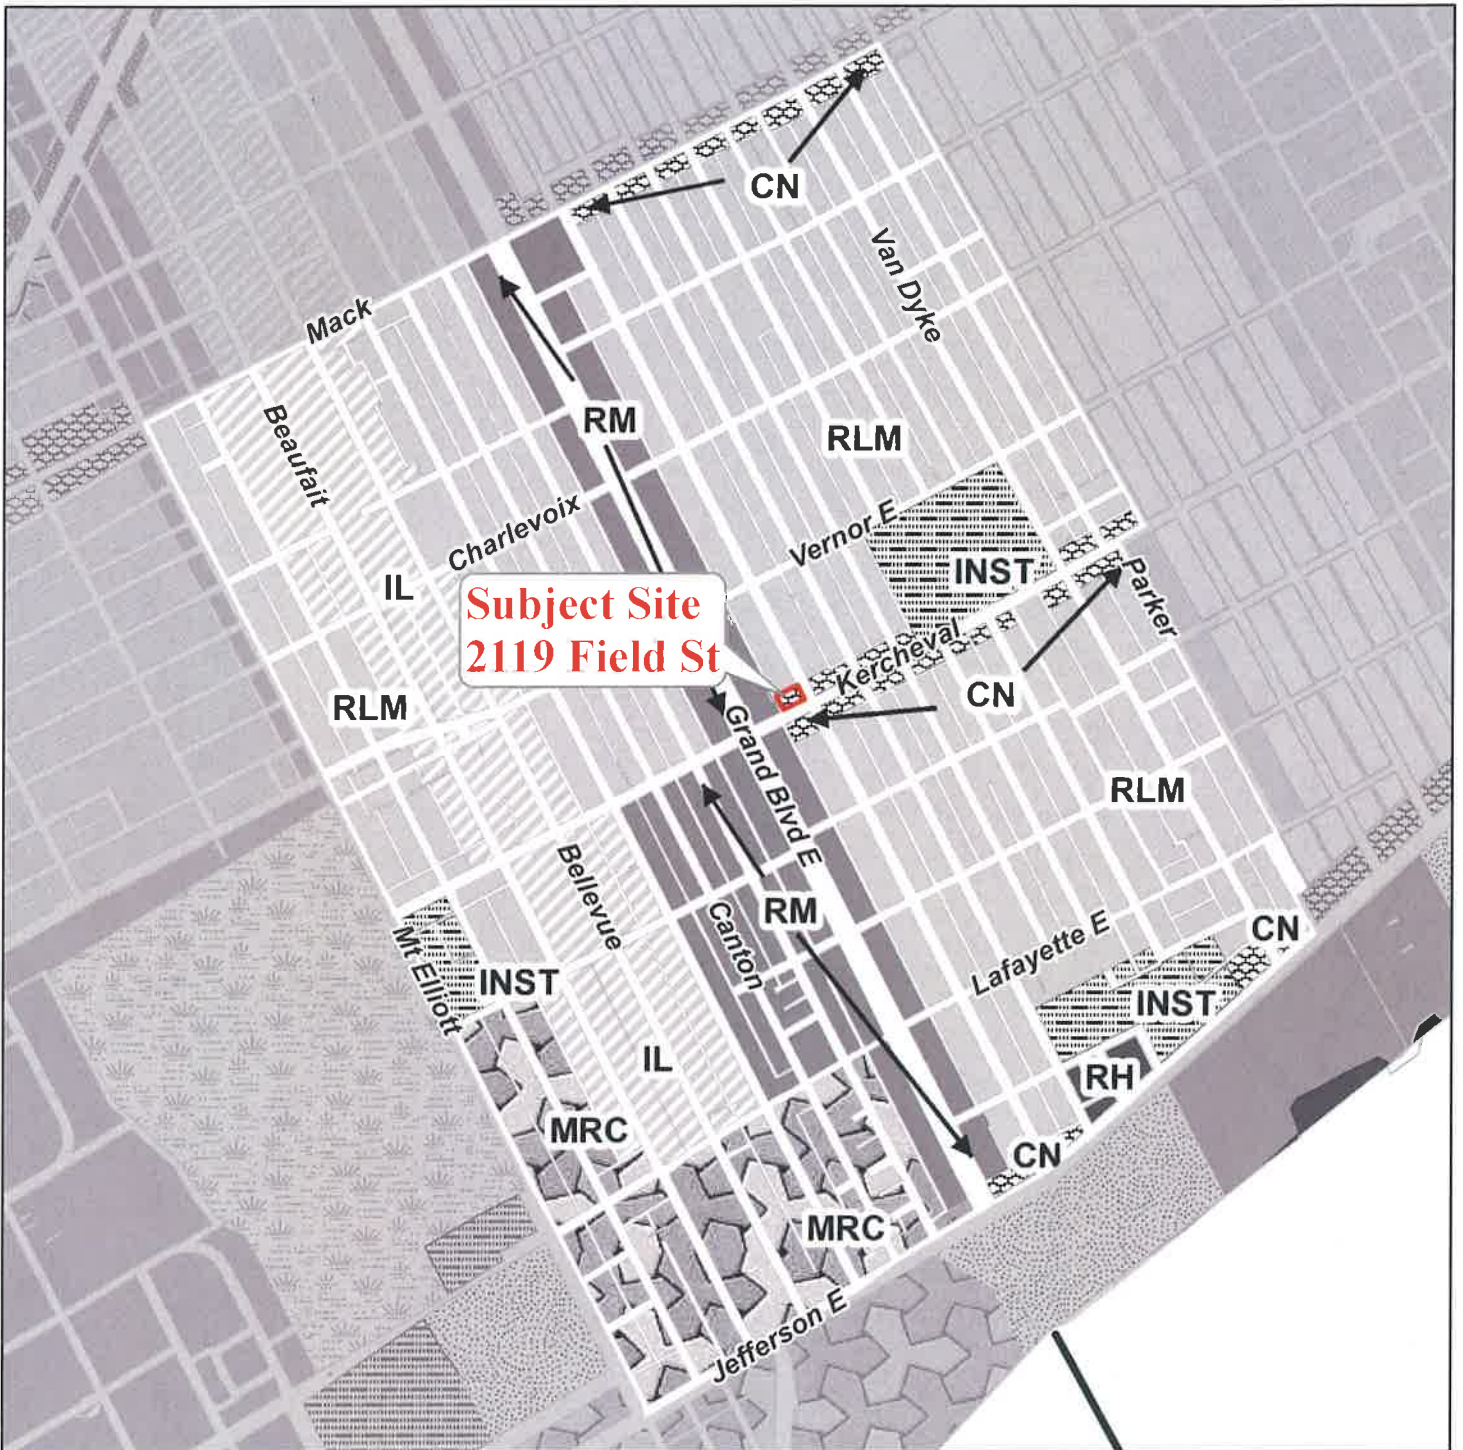 CN
Van Dyke
Mack
Beaufait
RM
RLM
Charlevoix
Vernor E
INST
IL
Parker
Subject Site
2119 Field St
Kercheval
CN
RLM
Grand Blvd E
RLM
Bellevue
Canton
RM
Mt Elliott
INST
Lafayette E
CN
INST
IL
RH
MRC
CN
MRC
Jefferson E